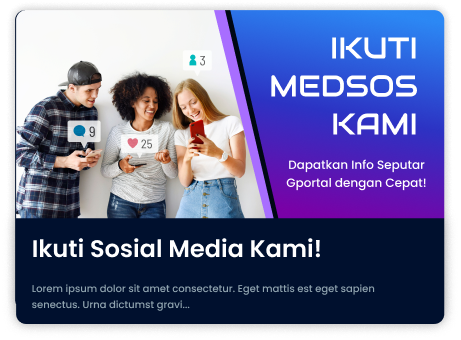 3
9
25
IKUTI
MEDSOS
KAMI
Dapatkan Info Seputar
Gportal dengan Cepat!
Ikuti Sosial Media Kami!
Lorem ipsum dolor sit amet consectetur. Eget mattis est eget sapien
senectus. Urna dictumst gravi...